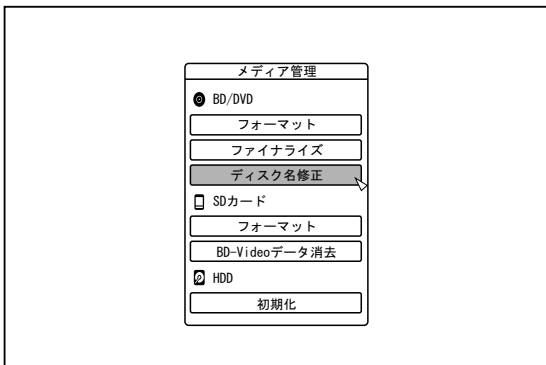 メディア管理
BD/DVD
フォーマット
ファイナライズ
ディスク名修正
SDカード
フォーマット
BD-Videoデータ消去
HDD
初期化